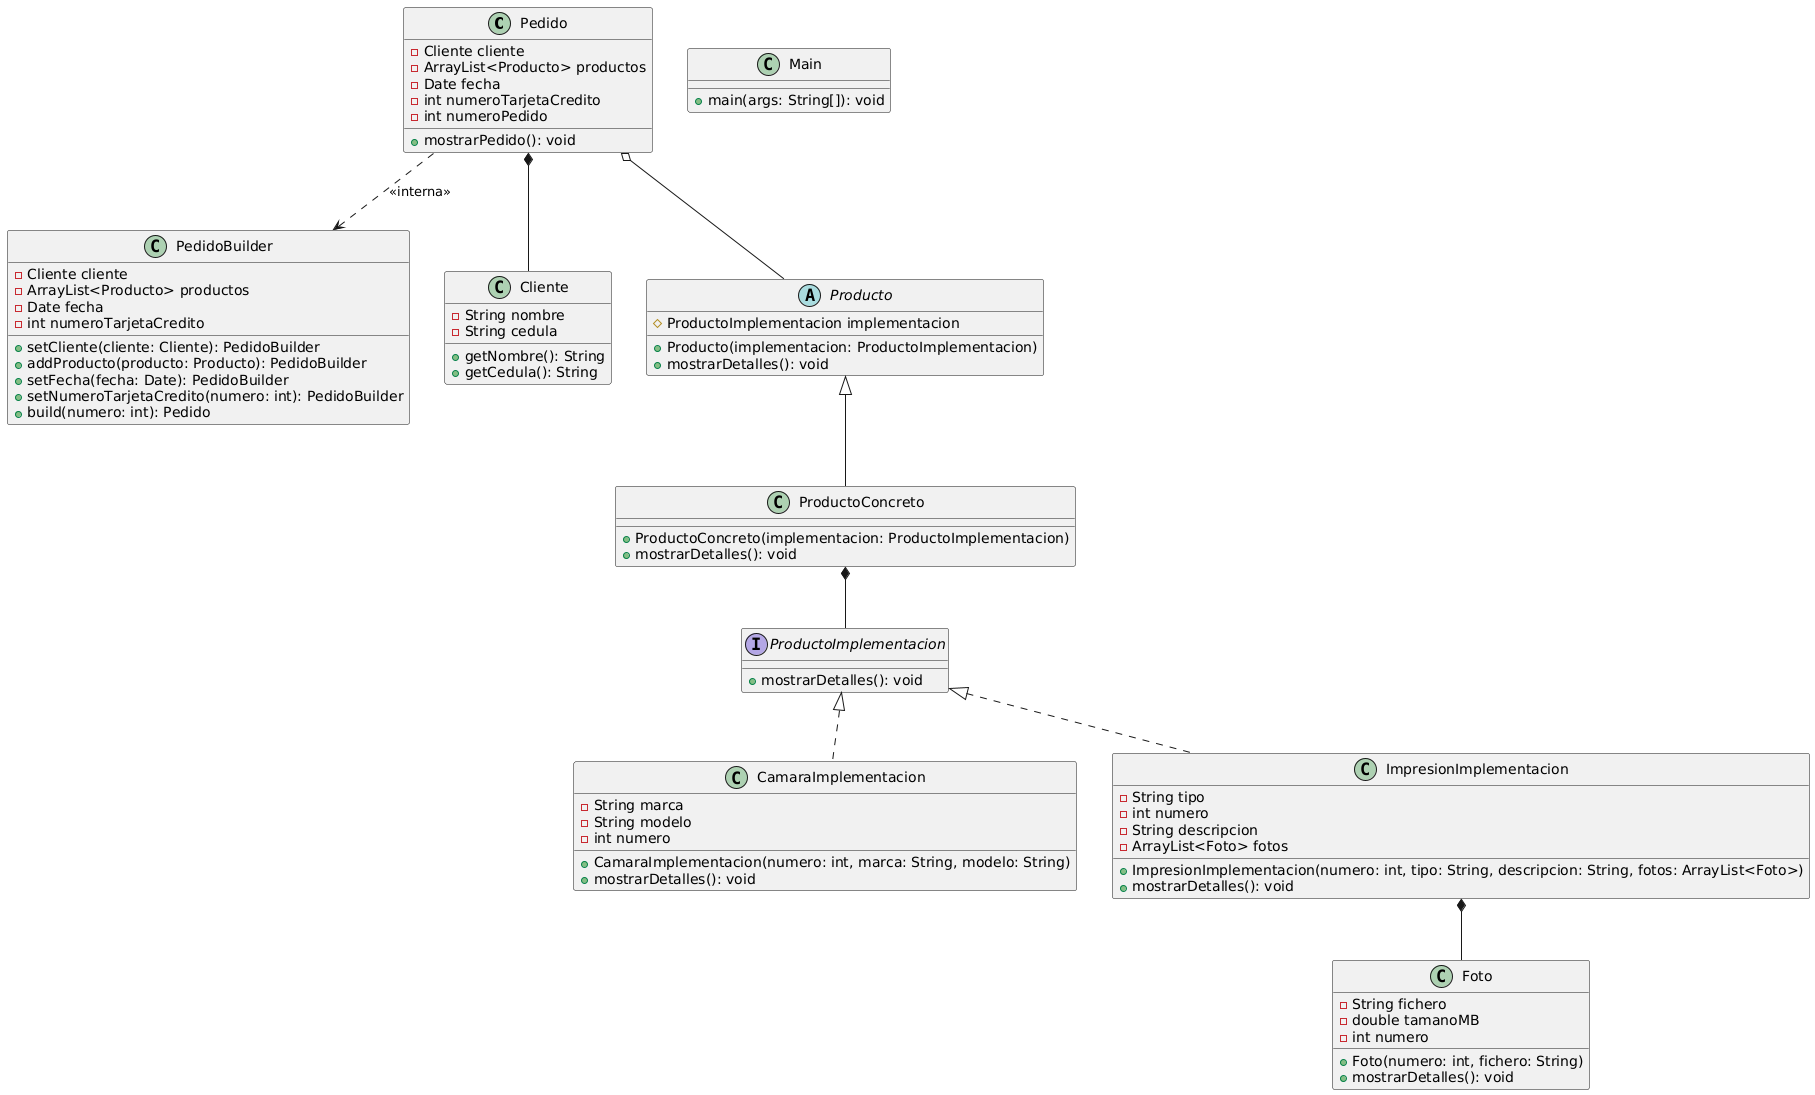 C Pedido
Cliente cliente
ArrayList<Producto> productos
Date fecha
int numeroTarjetaCredito
int numeroPedido
mostrarPedido(): void
C Main
main(args: String[]): void
«interna»
C PedidoBuilder
Cliente cliente
ArrayList<Producto> productos
Date fecha
int numeroTarjetaCredito
setCliente(cliente: Cliente): PedidoBuilder
addProducto(producto: Producto): PedidoBuilder
setFecha(fecha: Date): PedidoBuilder
setNumeroTarjetaCredito(numero: int): PedidoBuilder
build(numero: int): Pedido
C Cliente
String nombre
String cedula
getNombre(): String
getCedula(): String
A Producto
ProductoImplementacion implementacion
Producto(implementacion: ProductoImplementacion)
mostrarDetalles(): void
C ProductoConcreto
ProductoConcreto(implementacion: ProductoImplementacion)
mostrarDetalles(): void
I ProductoImplementacion
mostrarDetalles(): void
C CamaraImplementacion
String marca
String modelo
int numero
CamaraImplementacion(numero: int, marca: String, modelo: String)
mostrarDetalles(): void
C ImpresionImplementacion
String tipo
int numero
String descripcion
ArrayList<Foto> fotos
ImpresionImplementacion(numero: int, tipo: String, descripcion: String, fotos: ArrayList<Foto>)
mostrarDetalles(): void
C Foto
String fichero
double tamanoMB
int numero
Foto(numero: int, fichero: String)
mostrarDetalles(): void